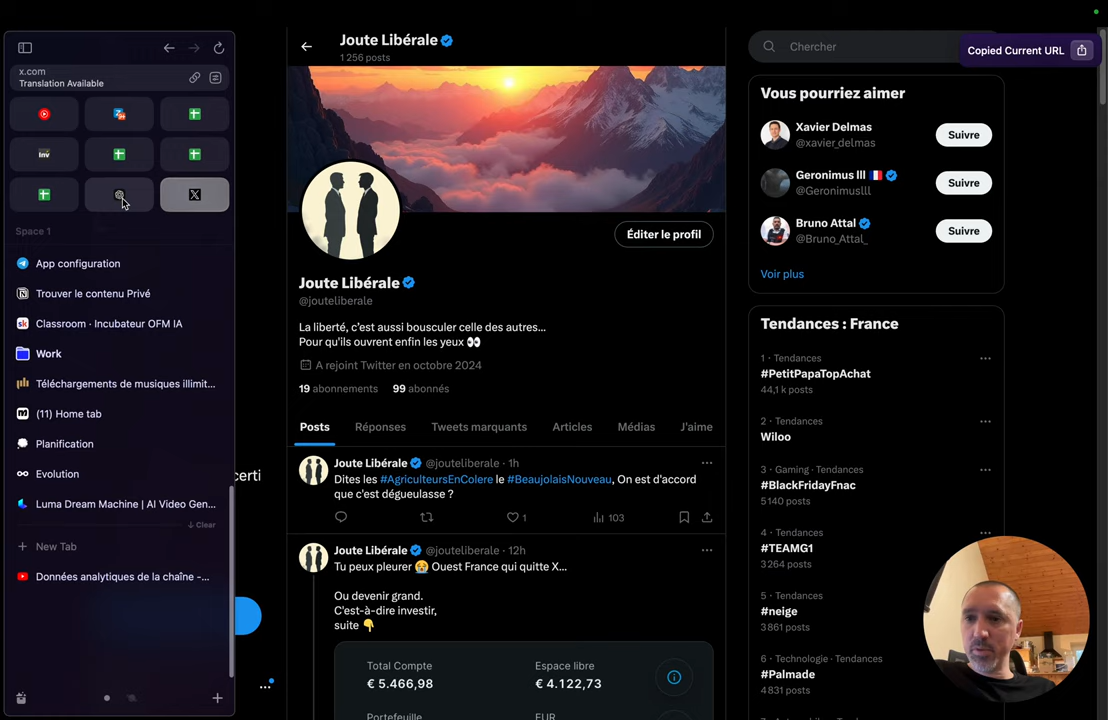 x.com
Translation Available
Inv
Space 1
App configuration
Trouver le contenu Privé
Classroom · Incubateur OFM IA
Work
Téléchargements de musiques illimit...
(11) Home tab
Planification
Evolution
Luma Dream Machine | AI Video Gen...
Clear
New Tab
Données analytiques de la chaîne -...
certi
Joute Libérale
1 256 posts
Éditer le profil
Joute Libérale
@jouteliberale
La liberté, c'est aussi bousculer celle des autres...
Pour qu'ils ouvrent enfin les yeux 👀
A rejoint Twitter en octobre 2024
19 abonnements 99 abonnés
Posts Réponses Tweets marquants Articles Médias J'aime
Joute Libérale @jouteliberale · 1h
Dites les #AgriculteursEnColere le #BeaujolaisNouveau, On est d'accord
que c'est dégueulasse ?
1 103
Joute Libérale @jouteliberale · 12h
Tu peux pleurer 😭 Ouest France qui quitte X...
Ou devenir grand.
C'est-à-dire investir,
suite 👇
Total Compte Espace libre
€ 5.466,98 € 4.122,73
Portefeuille EUR
Chercher
Copied Current URL
Vous pourriez aimer
Xavier Delmas
@xavier_delmas
Suivre
Geronimus lll 🇫🇷
@Geronimuslll
Suivre
Bruno Attal
@Bruno_Attal_
Suivre
Voir plus
Tendances : France
1 · Tendances
#PetitPapaTopAchat
44,1 k posts
2 · Tendances
Wiloo
3 · Gaming · Tendances
#BlackFridayFnac
5 140 posts
4 · Tendances
#TEAMG1
3 264 posts
5 · Tendances
#neige
3 861 posts
6 · Technologie · Tendances
#Palmade
4 831 posts